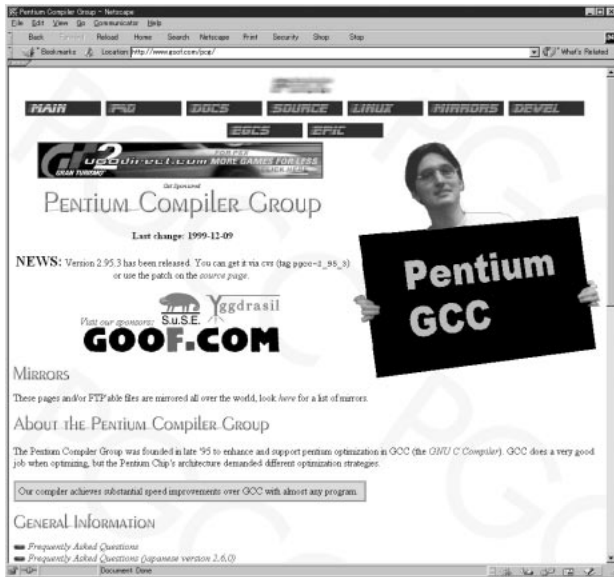 Pentium Compiler Group - Netscape
File Edit View Go Communicator Help
Back Forward Reload Home Search Netscape Print Security Shop Stop
Bookmarks Location: http://www.goof.com/pcg/ What's Related
MAIN FAQ DOCS SOURCE LINUX MIRRORS DEVEL
EGCS EPIC
GRAN TURISMO 2 ugodirect.com FOR PSX MORE GAMES FOR LESS CLICK HERE
Get Sponsored
PENTIUM COMPILER GROUP
Last change: 1999-12-09
NEWS: Version 2.95.3 has been released. You can get it via cvs (tag pgcc-2_95_3)
or use the patch on the source page.
Visit our sponsors: S.u.S.E. Yggdrasil
GOOF.COM
Pentium
GCC
MIRRORS
These pages and/or FTP'able files are mirrored all over the world, look here for a list of mirrors.
ABOUT THE PENTIUM COMPILER GROUP
The Pentium Compiler Group was founded in late '95 to enhance and support pentium optimization in GCC (the GNU C Compiler). GCC does a very good
job when optimizing, but the Pentium Chip's architecture demanded different optimization strategies.
Our compiler achieves substantial speed improvements over GCC with almost any program.
GENERAL INFORMATION
Frequently Asked Questions
Frequently Asked Questions (japanese version 2.6.0)
Document: Done